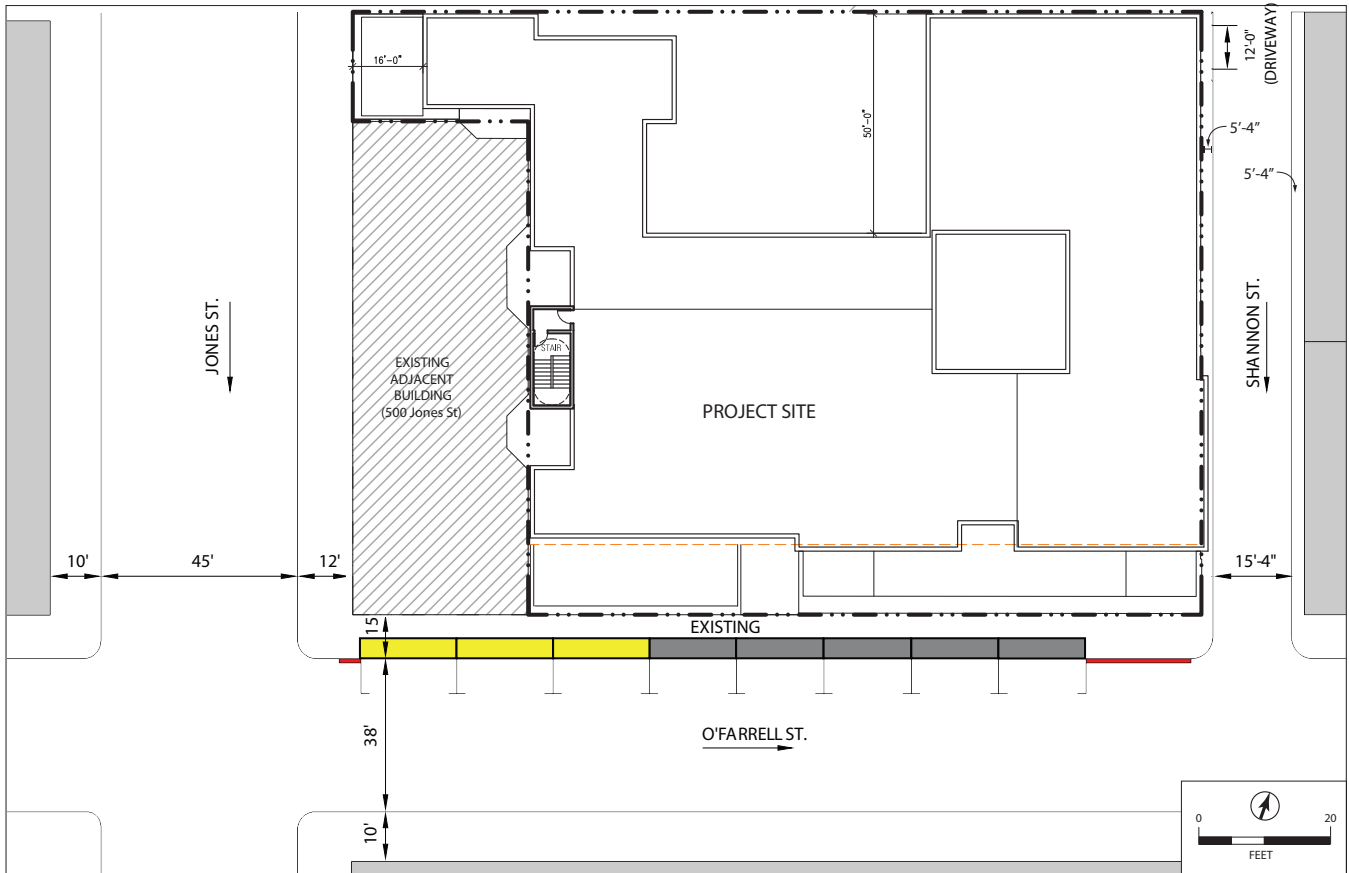 12'-0"
(DRIVEWAY)
16'-0"
50'-0"
5'-4"
5'-4"
JONES ST.
SHANNON ST.
STAIR
EXISTING
ADJACENT
BUILDING
(500 Jones St)
PROJECT SITE
10'
45'
12'
15'-4"
15
EXISTING
38'
O'FARRELL ST.
10'
0
20
FEET